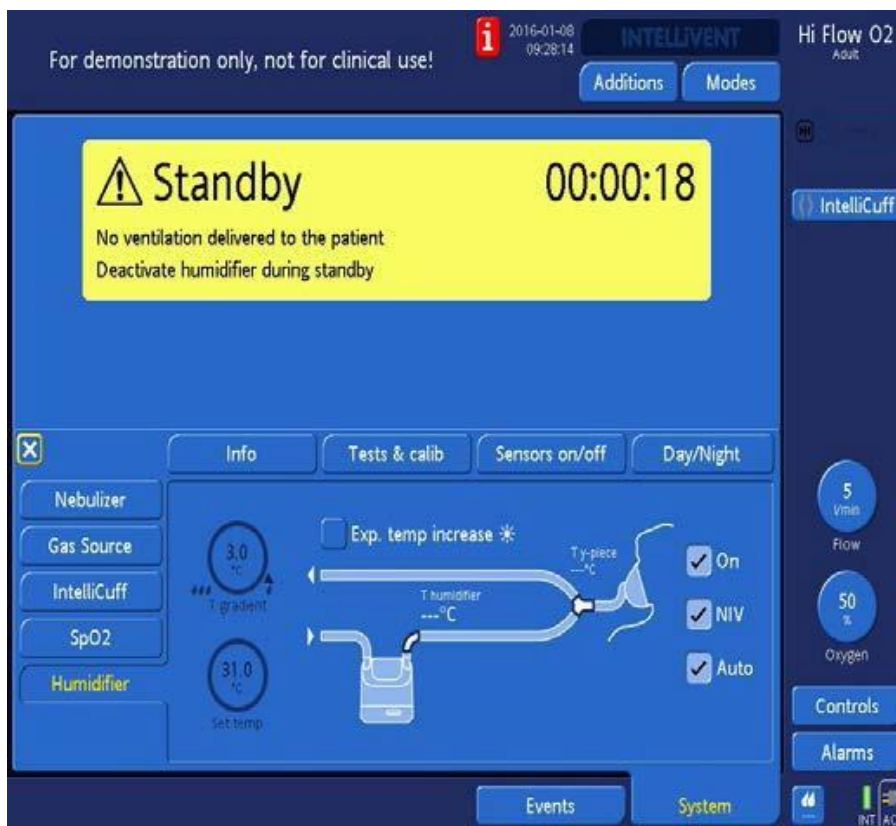 For demonstration only, not for clinical use!
i
2016-01-08
09:28:14
INTELLiVENT
Hi Flow O2
Adult
Additions
Modes
Standby
00:00:18
No ventilation delivered to the patient
Deactivate humidifier during standby
IntelliCuff
X
Info
Tests & calib
Sensors on/off
Day/Night
Nebulizer
Gas Source
IntelliCuff
SpO2
Humidifier
3.0
°C
T gradient
31.0
°C
Set temp
Exp. temp increase
T humidifier
---°C
T y-piece
---°C
On
NIV
Auto
5
l/min
Flow
50
%
Oxygen
Controls
Alarms
Events
System
INT
AC